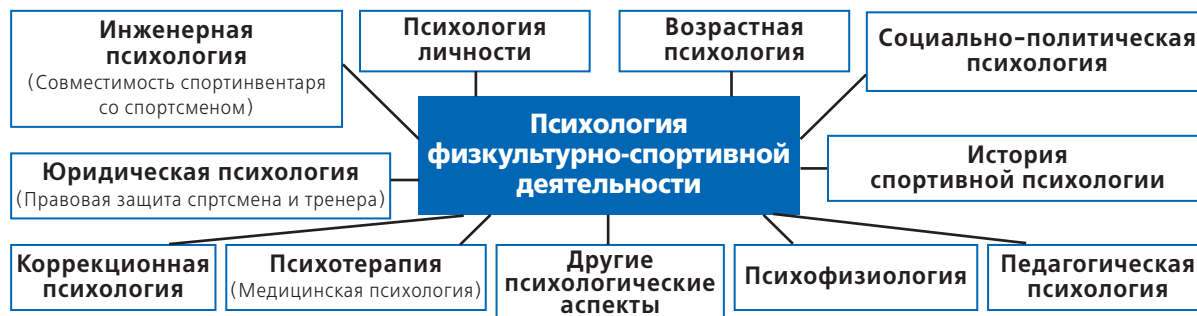 Инженерная
психология
(Совместимость спортинвентаря
со спортсменом)
Психология
личности
Возрастная
психология
Социально-политическая
психология
Психология
физкультурно-спортивной
деятельности
Юридическая психология
(Правовая защита спртсмена и тренера)
История
спортивной психологии
Коррекционная
психология
Психотерапия
(Медицинская психология)
Другие
психологические
аспекты
Психофизиология
Педагогическая
психология